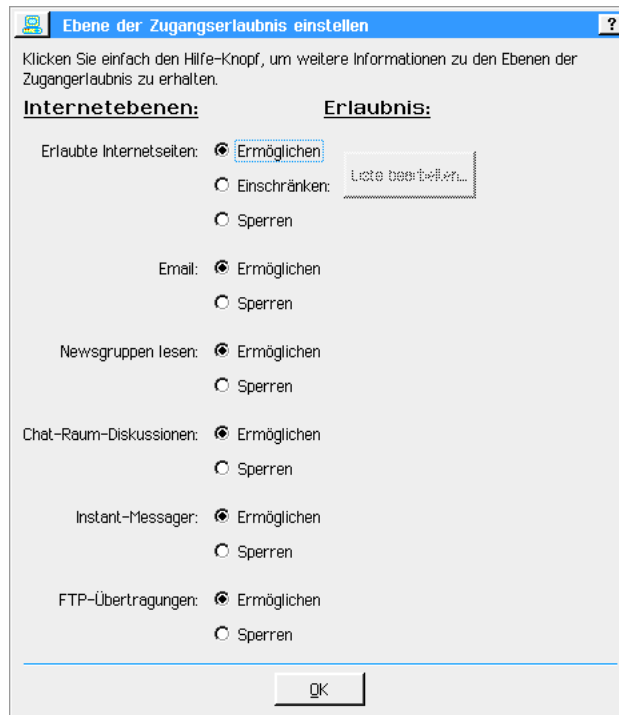 Ebene der Zugangserlaubnis einstellen ?
Klicken Sie einfach den Hilfe-Knopf, um weitere Informationen zu den Ebenen der
Zugangerlaubnis zu erhalten.
Internetebenen: Erlaubnis:
Erlaubte Internetseiten: Ermöglichen
Liste bearbeiten...
Einschränken:
Sperren
Email: Ermöglichen
Sperren
Newsgruppen lesen: Ermöglichen
Sperren
Chat-Raum-Diskussionen: Ermöglichen
Sperren
Instant-Messager: Ermöglichen
Sperren
FTP-Übertragungen: Ermöglichen
Sperren
OK